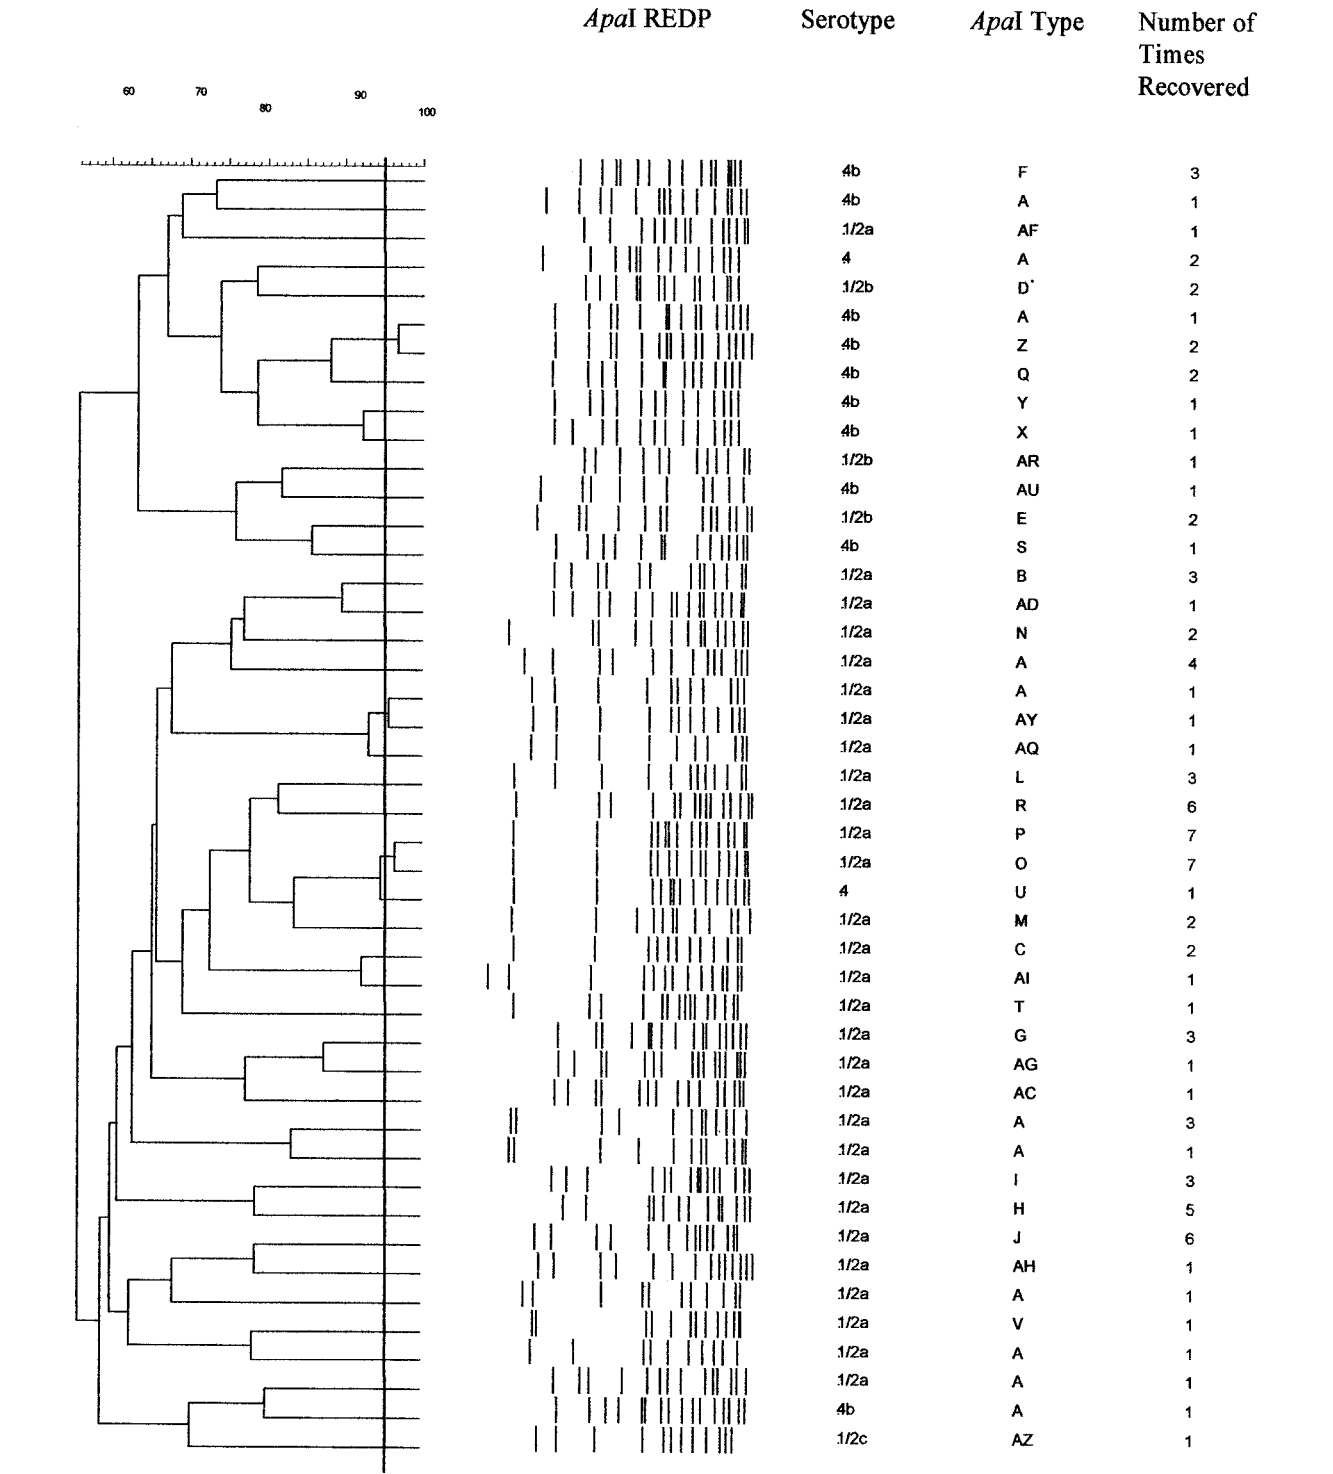 ApaI REDP Serotype ApaI Type Number of
Times
Recovered
60 70 80 90 100
4b F 3
4b A 1
1/2a AF 1
4 A 2
1/2b D* 2
4b A 1
4b Z 2
4b Q 2
4b Y 1
4b X 1
1/2b AR 1
4b AU 1
1/2b E 2
4b S 1
1/2a B 3
1/2a AD 1
1/2a N 2
1/2a A 4
1/2a A 1
1/2a AY 1
1/2a AQ 1
1/2a L 3
1/2a R 6
1/2a P 7
1/2a O 7
4 U 1
1/2a M 2
1/2a C 2
1/2a AI 1
1/2a T 1
1/2a G 3
1/2a AG 1
1/2a AC 1
1/2a A 3
1/2a A 1
1/2a I 3
1/2a H 5
1/2a J 6
1/2a AH 1
1/2a A 1
1/2a V 1
1/2a A 1
1/2a A 1
4b A 1
1/2c AZ 1